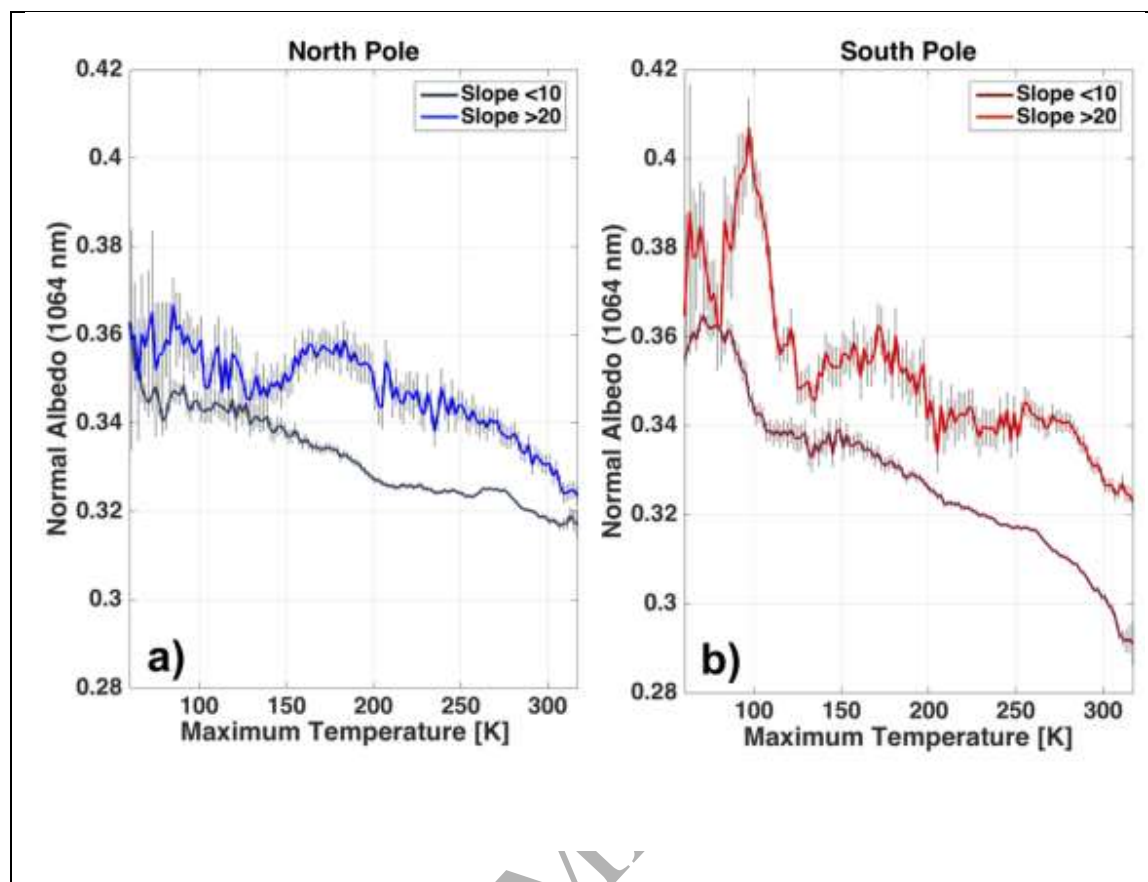 North Pole
0.42
0.4
0.38
0.36
0.34
0.32
0.3
0.28
Normal Albedo (1064 nm)
Slope <10
Slope >20
a)
100 150 200 250 300
Maximum Temperature [K]
South Pole
0.42
0.4
0.38
0.36
0.34
0.32
0.3
0.28
Normal Albedo (1064 nm)
Slope <10
Slope >20
b)
100 150 200 250 300
Maximum Temperature [K]